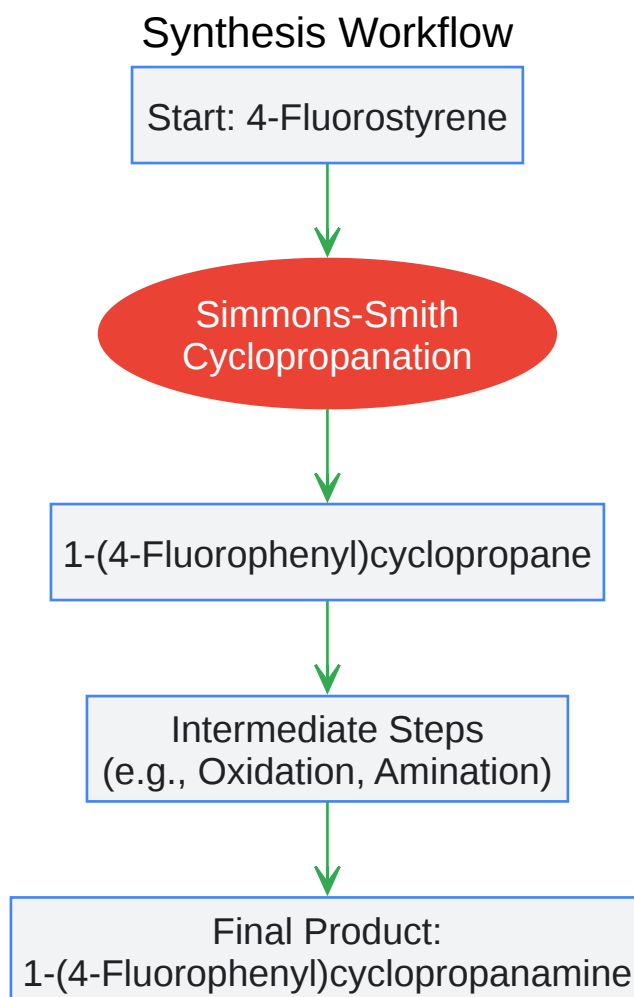 Synthesis Workflow
Start: 4-Fluorostyrene
Simmons-Smith
Cyclopropanation
1-(4-Fluorophenyl)cyclopropane
Intermediate Steps
(e.g., Oxidation, Amination)
Final Product:
1-(4-Fluorophenyl)cyclopropanamine